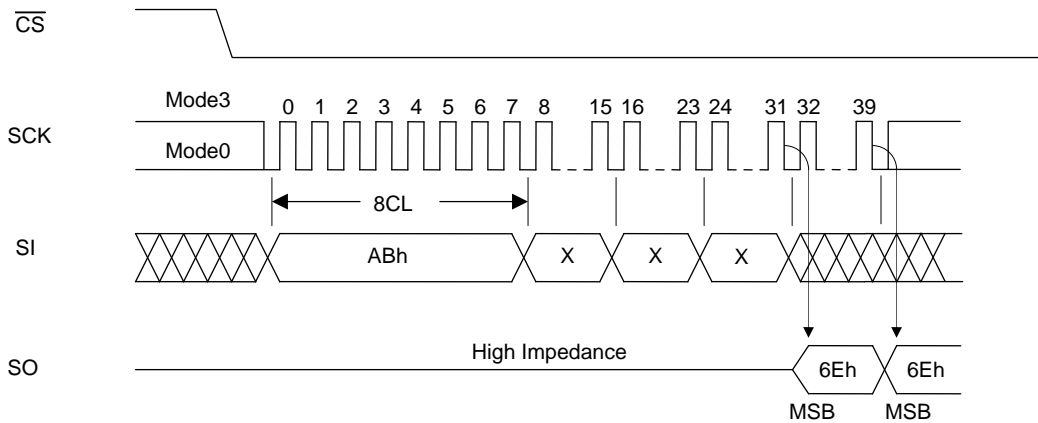 CS
Mode3
0 1 2 3 4 5 6 7 8 15 16 23 24 31 32 39
SCK
Mode0
8CL
SI
ABh X X X
High Impedance
SO
6Eh 6Eh
MSB MSB